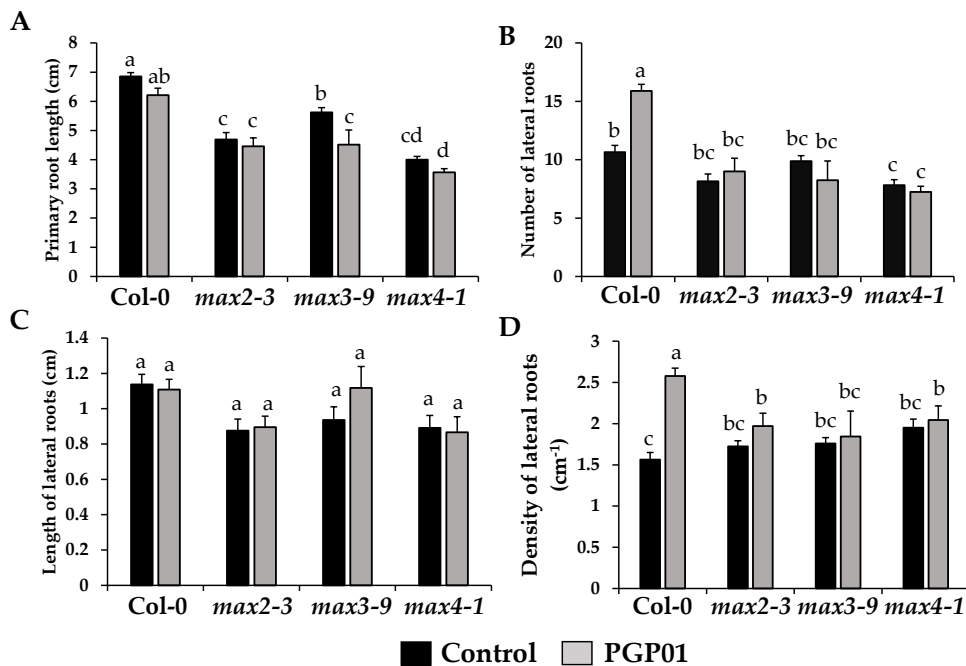 A
Primary root length (cm)
8
7
6
5
4
3
2
1
0
a
ab
c
c
b
c
cd
d
Col-0
max2-3
max3-9
max4-1
B
Number of lateral roots
20
15
10
5
0
b
a
bc
bc
bc
bc
c
c
Col-0
max2-3
max3-9
max4-1
C
Length of lateral roots (cm)
1.4
1.2
1
0.8
0.6
0.4
0.2
0
a
a
a
a
a
a
a
a
Col-0
max2-3
max3-9
max4-1
D
Density of lateral roots
(cm-1)
3
2.5
2
1.5
1
0.5
0
c
a
bc
b
bc
bc
bc
b
Col-0
max2-3
max3-9
max4-1
Control
PGP01